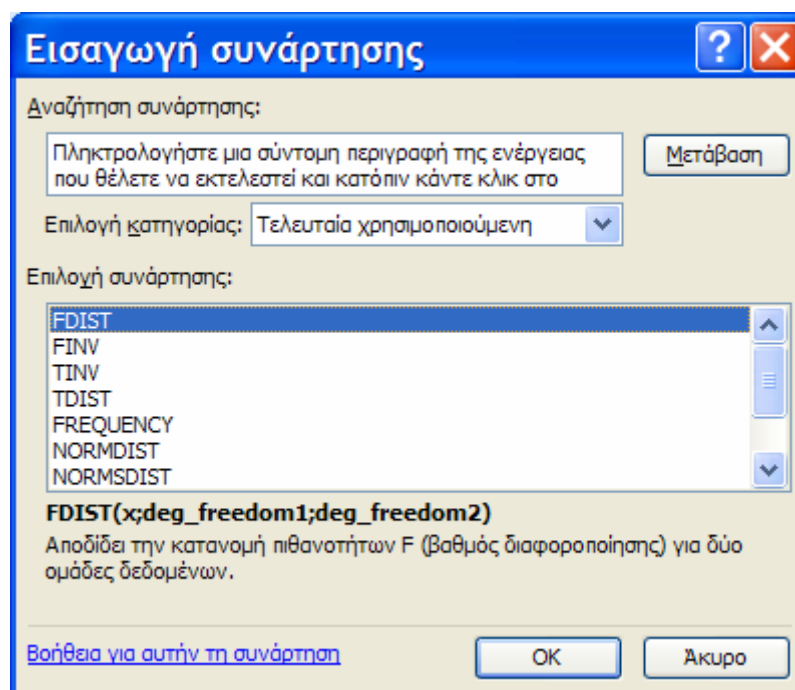 Εισαγωγή συνάρτησης
Αναζήτηση συνάρτησης:
Πληκτρολογήστε μια σύντομη περιγραφή της ενέργειας
που θέλετε να εκτελεστεί και κατόπιν κάντε κλικ στο
Μετάβαση
Επιλογή κατηγορίας: Τελευταία χρησιμοποιούμενη
Επιλοχή συνάρτησης:
FDIST
FINV
TINV
TDIST
FREQUENCY
NORMDIST
NORMSDIST
FDIST(x;deg_freedom1;deg_freedom2)
Αποδίδει την κατανομή πιθανοτήτων F (βαθμός διαφοροποίησης) για δύο
ομάδες δεδομένων.
Βοήθεια για αυτήν τη συνάρτηση
OK
Άκυρο